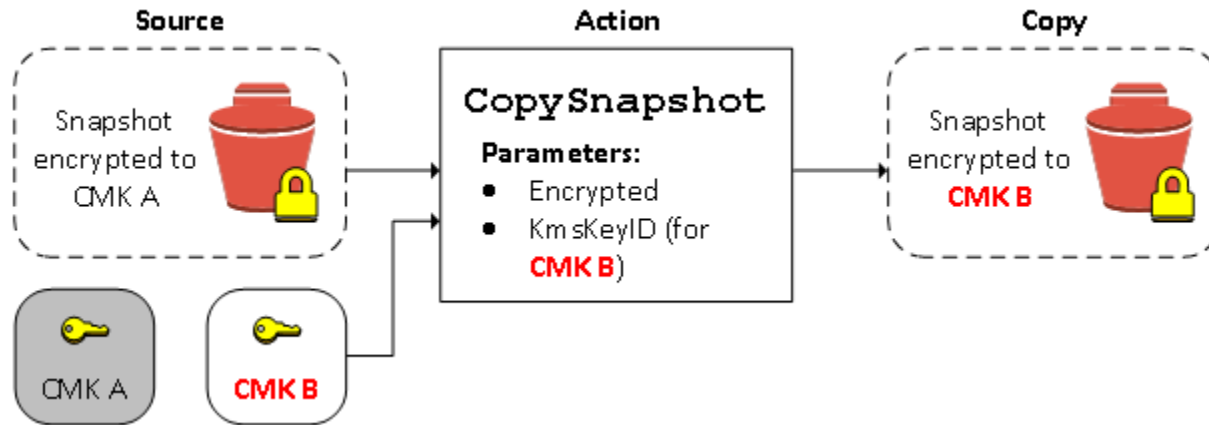 Source
Snapshot
encrypted to
CMK A
CMK A
CMK B
Action
CopySnapshot
Parameters:
● Encrypted
● KmsKeyID (for
CMK B)
Copy
Snapshot
encrypted to
CMK B